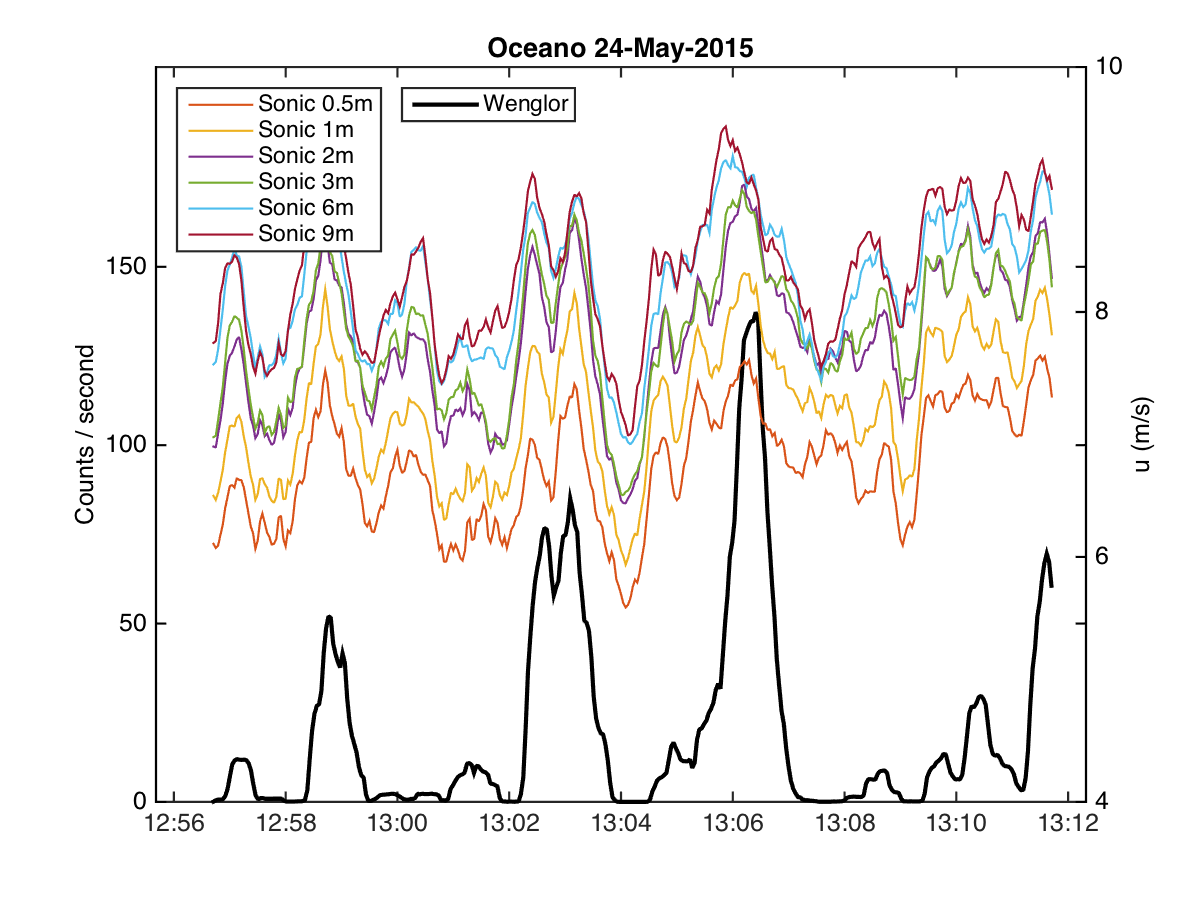 Oceano 24-May-2015
Sonic 0.5m
Sonic 1m
Sonic 2m
Sonic 3m
Sonic 6m
Sonic 9m
Wenglor
Counts / second
150
100
50
0
10
8
6
4
u (m/s)
12:56 12:58 13:00 13:02 13:04 13:06 13:08 13:10 13:12